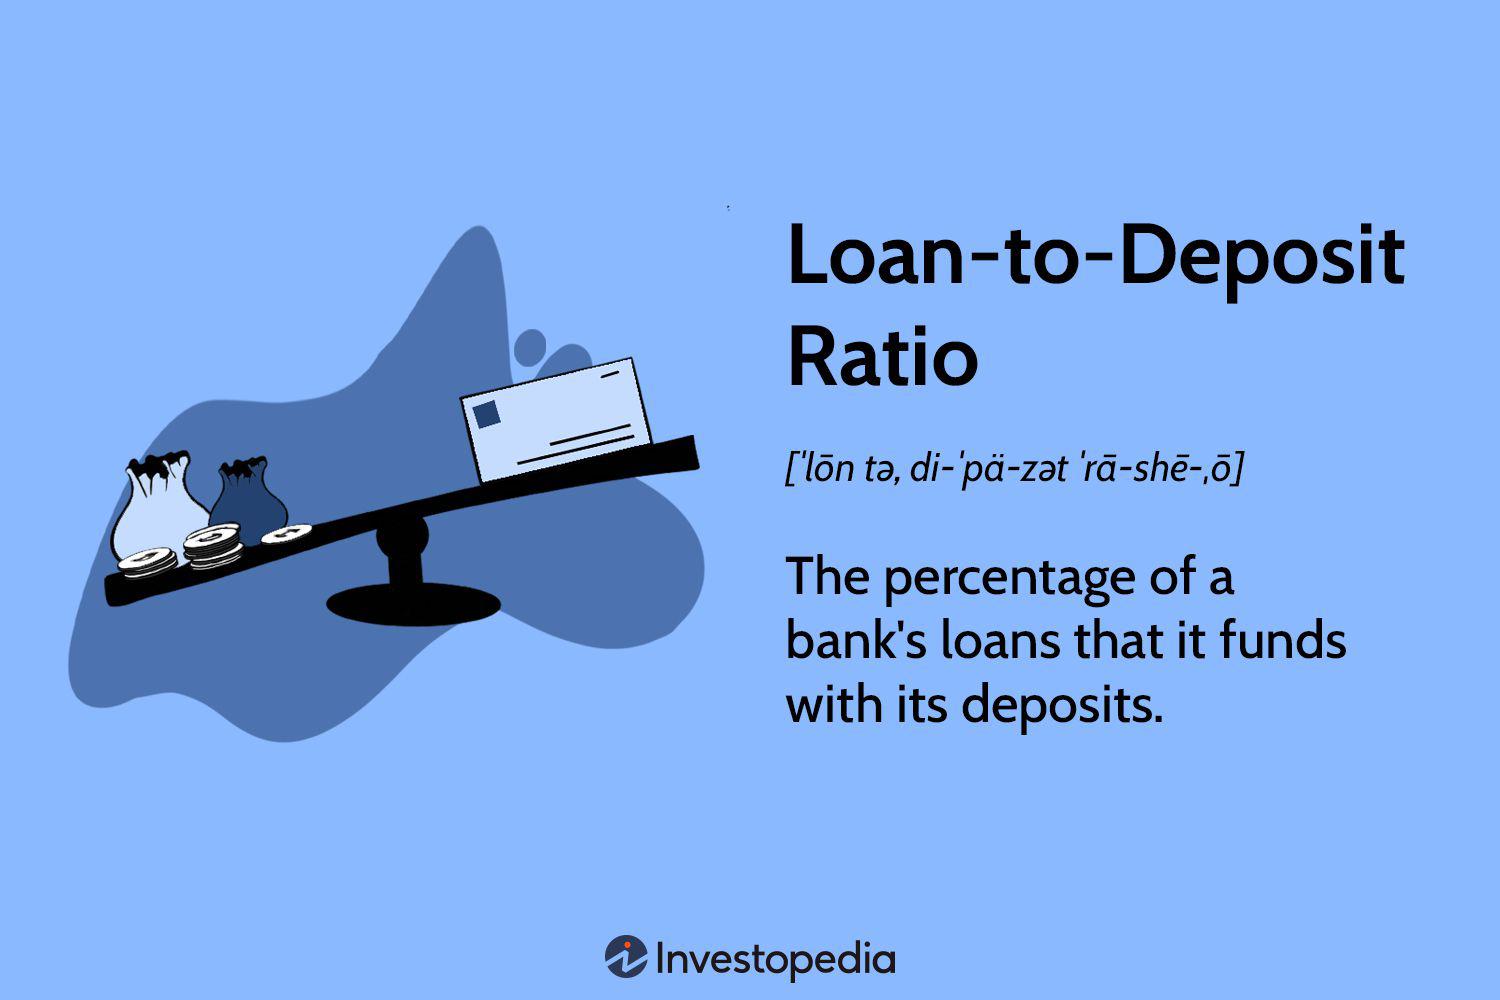 Loan-to-Deposit
Ratio
[ˈlōn tə, di-ˈpä-zət ˈrā-shē-ˌō]
The percentage of a
bank's loans that it funds
with its deposits.
Investopedia